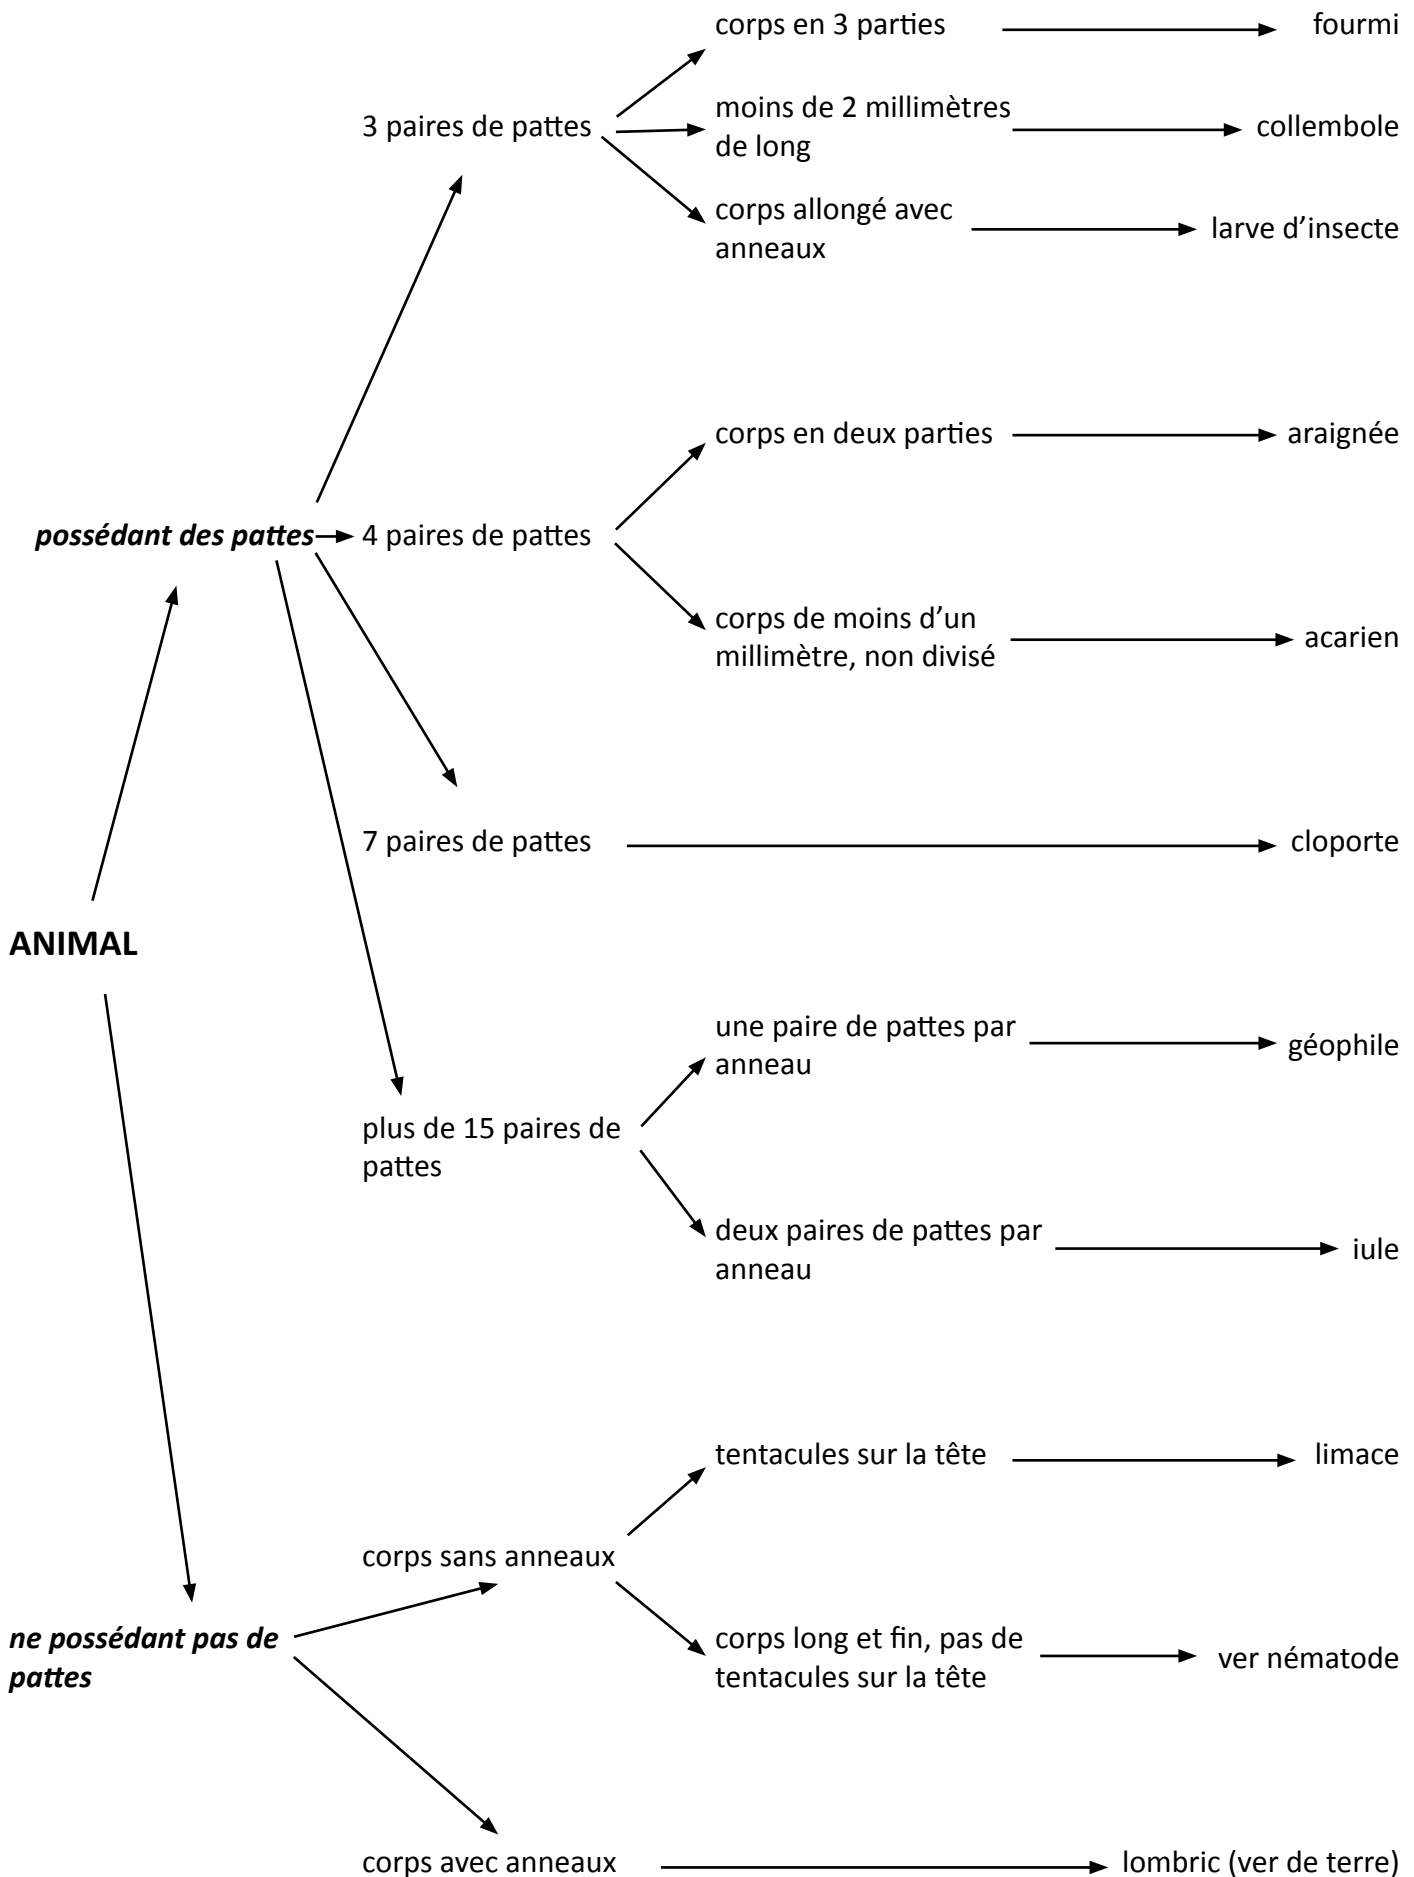 corps en 3 parties
fourmi
3 paires de pattes
moins de 2 millimètres
de long
collembole
corps allongé avec
anneaux
larve d’insecte
corps en deux parties
araignée
possédant des pattes
4 paires de pattes
corps de moins d’un
millimètre, non divisé
acarien
7 paires de pattes
cloporte
ANIMAL
une paire de pattes par
anneau
géophile
plus de 15 paires de
pattes
deux paires de pattes par
anneau
iule
tentacules sur la tête
limace
corps sans anneaux
ne possédant pas de
pattes
corps long et fin, pas de
tentacules sur la tête
ver nématode
corps avec anneaux
lombric (ver de terre)